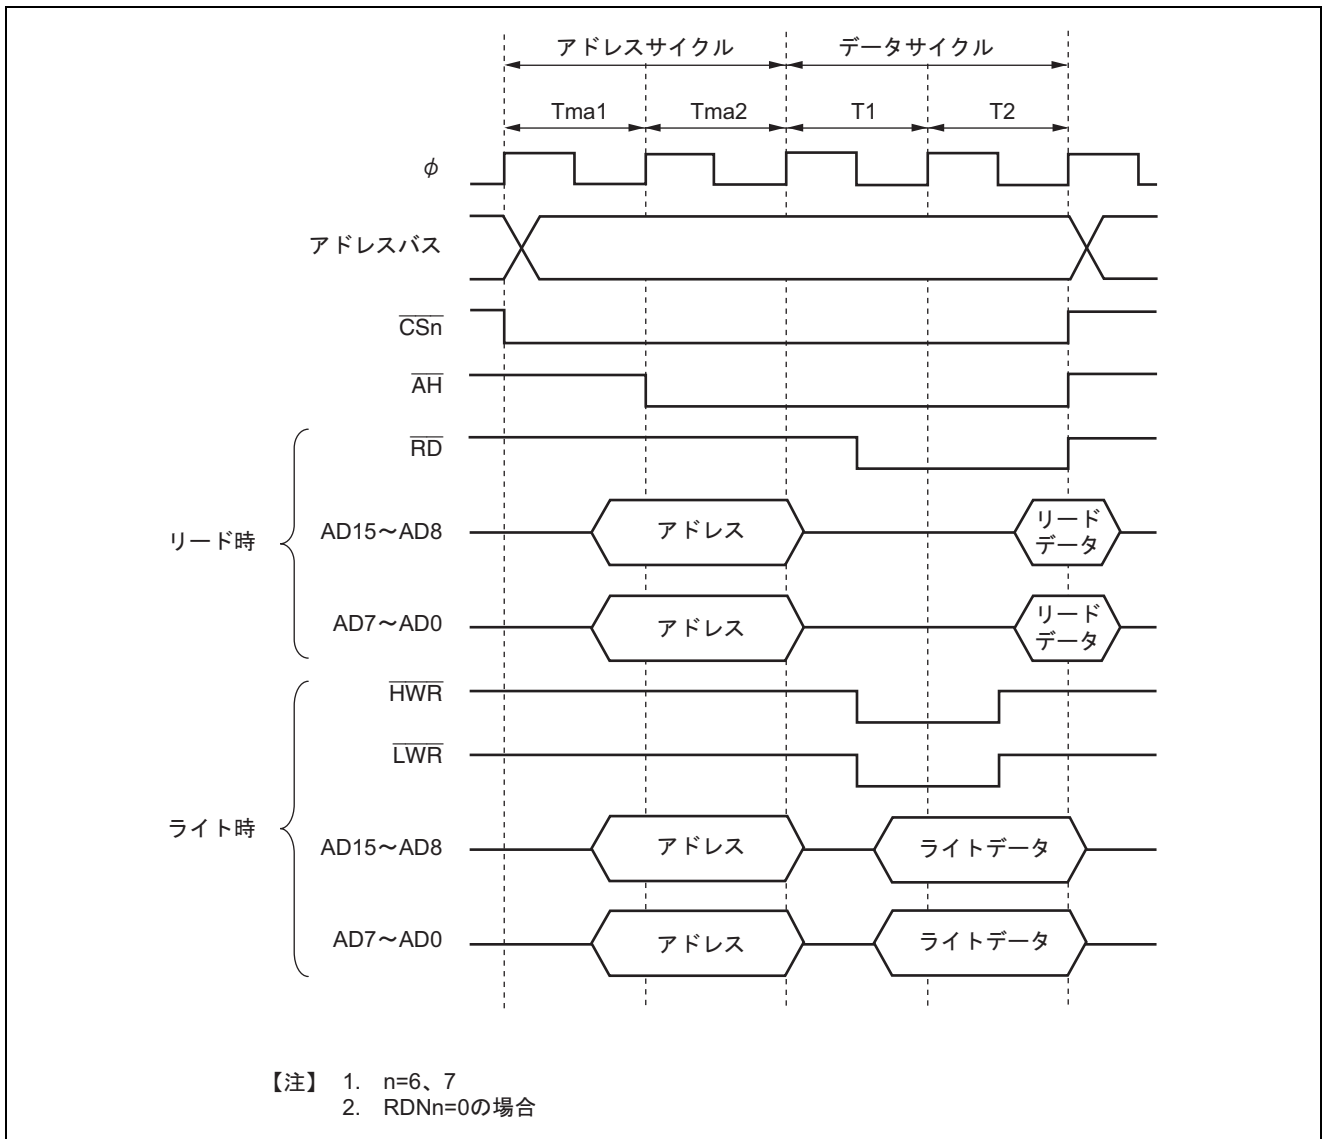 アドレスサイクル データサイクル
Tma1 Tma2 T1 T2
φ
アドレスバス
CSn
AH
RD
リード時
AD15～AD8 アドレス リード
データ
AD7～AD0 アドレス リード
データ
HWR
LWR
ライト時
AD15～AD8 アドレス ライトデータ
AD7～AD0 アドレス ライトデータ
【注】 1. n=6、7
2. RDNn=0の場合